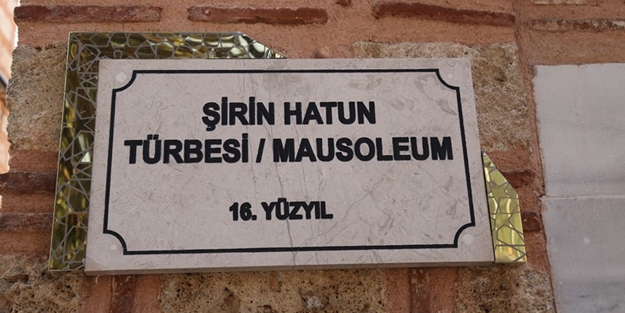 ŞİRİN HATUN
TÜRBESİ / MAUSOLEUM
16. YÜZYIL